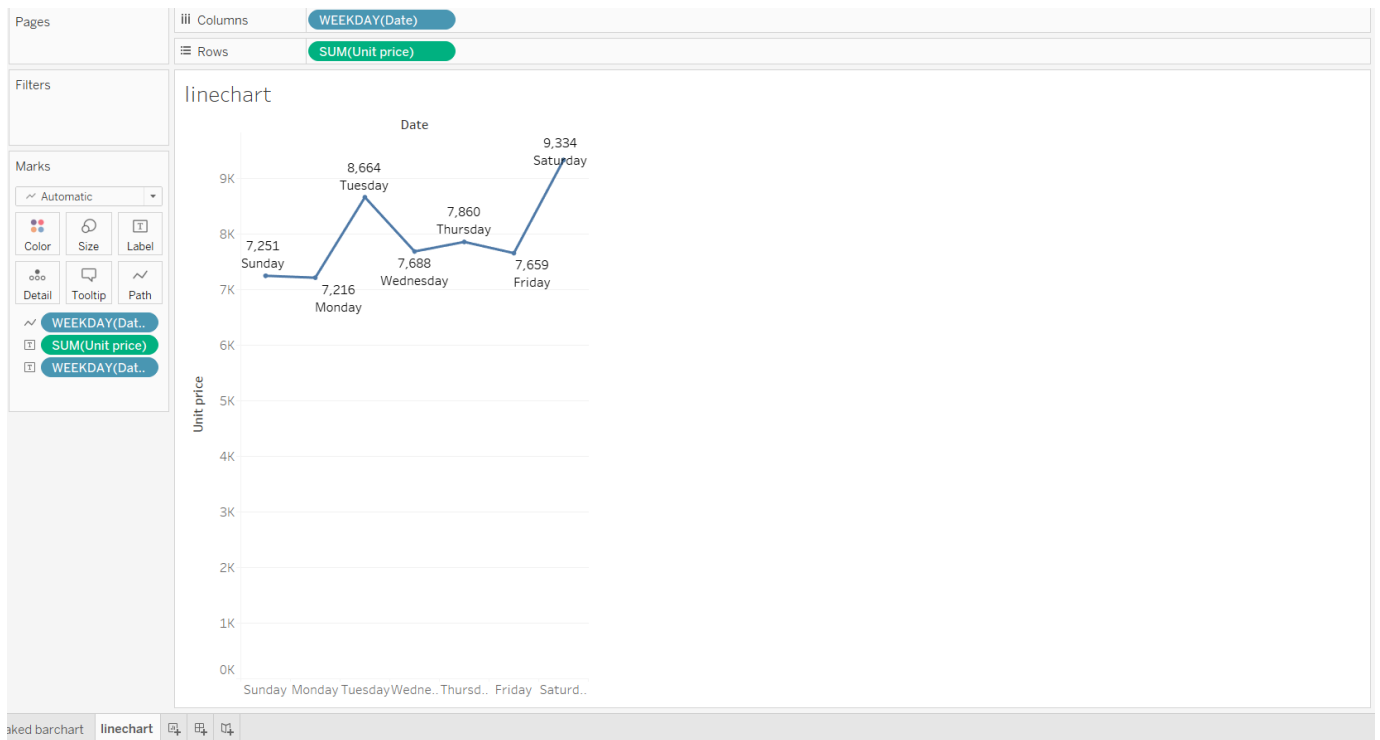 Pages
iii Columns
WEEKDAY(Date)
Rows
SUM(Unit price)
Filters
Marks
Automatic
Color
Size
Label
Detail
Tooltip
Path
WEEKDAY(Dat..
SUM(Unit price)
WEEKDAY(Dat..
linechart
Date
9,334
Saturday
8,664
Tuesday
7,860
Thursday
7,251
Sunday
7,688
Wednesday
7,659
Friday
7,216
Monday
9K
8K
7K
6K
5K
4K
3K
2K
1K
0K
Unit price
Sunday Monday Tuesday Wedne.. Thursd.. Friday Saturd..
aked barchart linechart